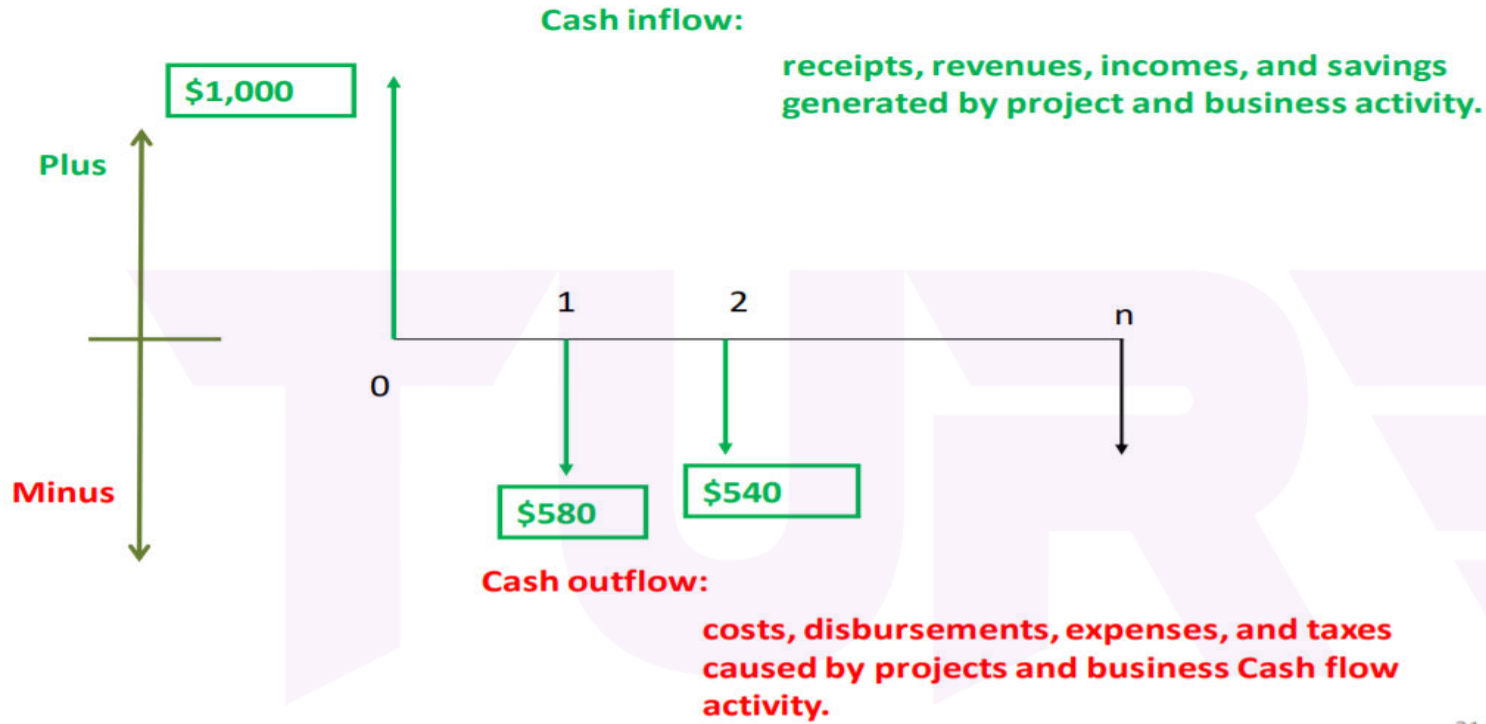 Cash inflow:
receipts, revenues, incomes, and savings
generated by project and business activity.
$1,000
Plus
1
2
n
0
Minus
$580
$540
Cash outflow:
costs, disbursements, expenses, and taxes
caused by projects and business Cash flow
activity.